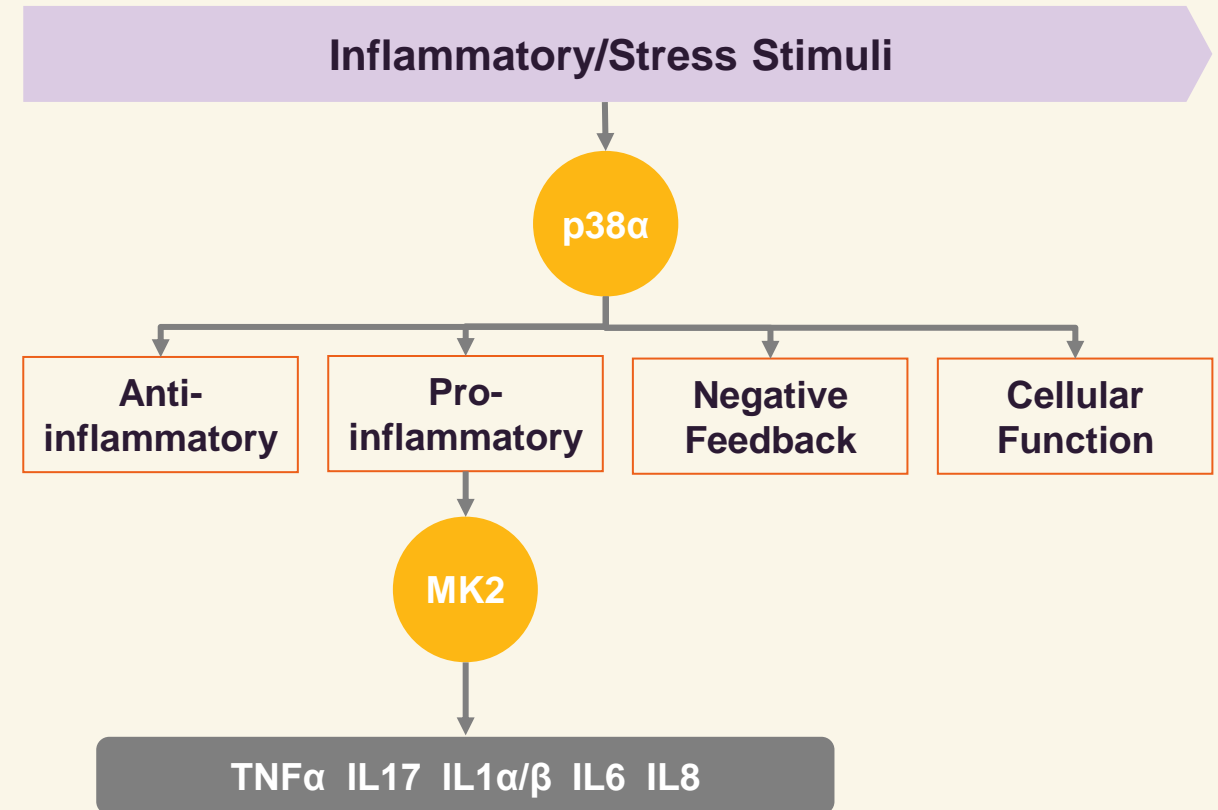 Inflammatory/Stress Stimuli
p38α
Anti-
inflammatory
Pro-
inflammatory
Negative
Feedback
Cellular
Function
MK2
TNFα IL17 IL1α/β IL6 IL8